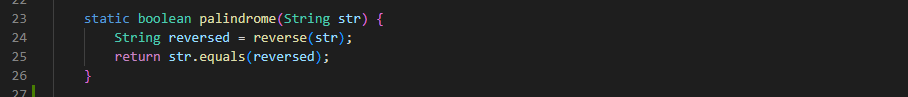 22
23 static boolean palindrome(String str) {
24 String reversed = reverse(str);
25 return str.equals(reversed);
26 }
27